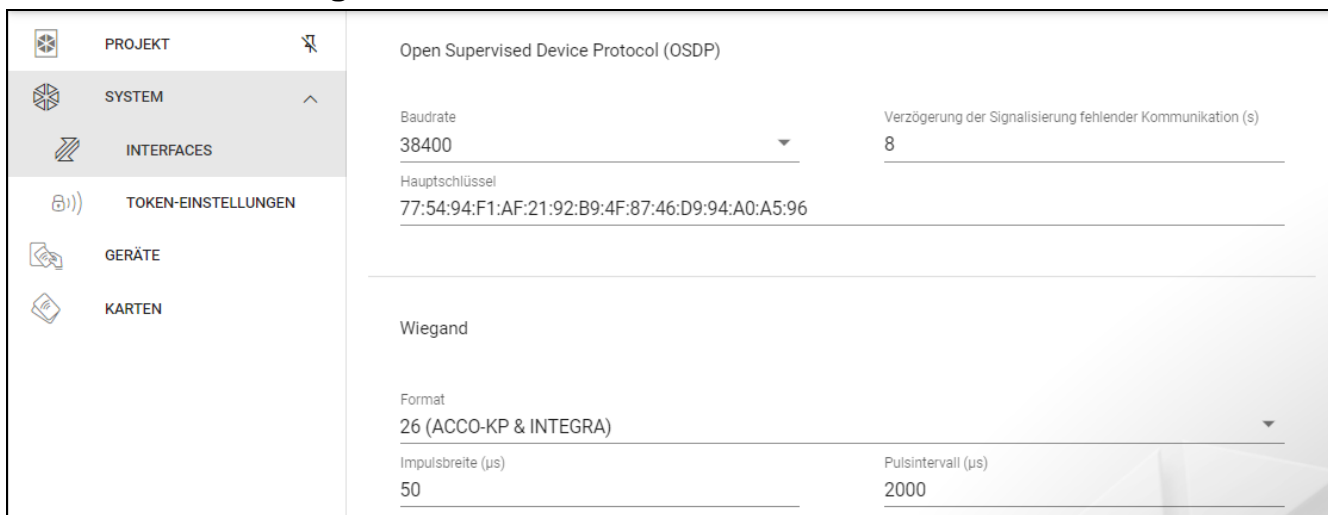 PROJEKT
SYSTEM
INTERFACES
TOKEN-EINSTELLUNGEN
GERÄTE
KARTEN
Open Supervised Device Protocol (OSDP)
Baudrate
38400
Verzögerung der Signalisierung fehlender Kommunikation (s)
8
Hauptschlüssel
77:54:94:F1:AF:21:92:B9:4F:87:46:D9:94:A0:A5:96
Wiegand
Format
26 (ACCO-KP & INTEGRA)
Impulsbreite (µs)
50
Pulsintervall (µs)
2000